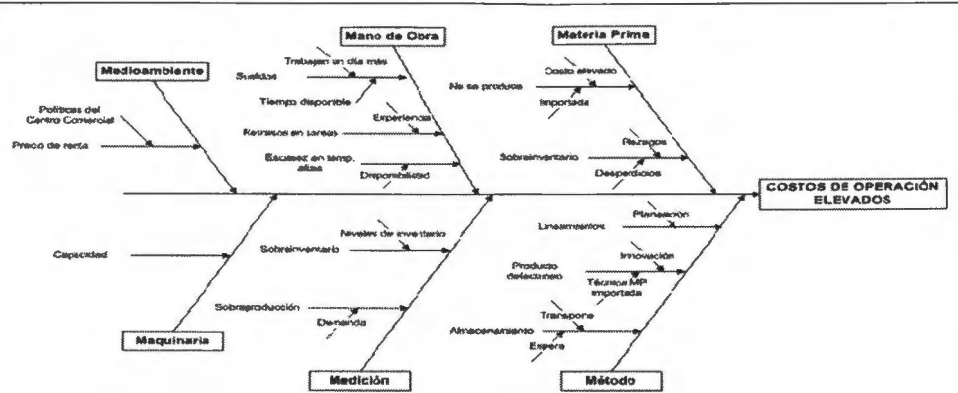 Mano de Obra
Materia Prima
Medioambiente
Trabajan un día más
Sueldos
Tiempo disponible
Costo elevado
No se produce
Importada
Políticas del
Centro Comercial
Precio de renta
Experiencia
Retrasos en tareas
Escasez en temp.
altas
Disponibilidad
Rezagos
Sobreinventario
Desperdicios
COSTOS DE OPERACIÓN
ELEVADOS
Capacidad
Niveles de inventario
Sobreinventario
Planeación
Lineamientos
Innovación
Producto
defectuoso
Técnica MP
importada
Sobreproducción
Demanda
Transporte
Almacenamiento
Espera
Maquinaria
Medición
Método